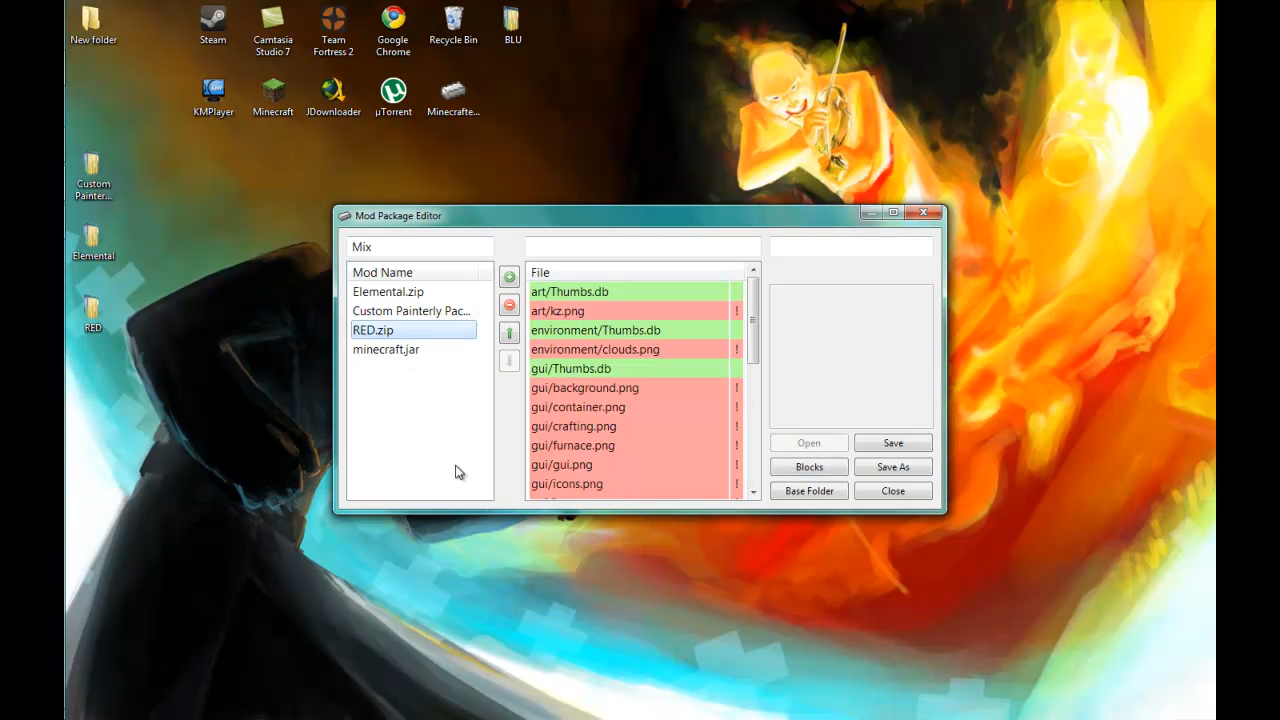 New folder
Steam
Camtasia
Studio 7
Team
Fortress 2
Google
Chrome
Recycle Bin
BLU
KMPlayer
Minecraft
JDownloader
µTorrent
Minecrafte...
Custom
Painter...
Elemental
RED
Mod Package Editor
Mix
Mod Name
Elemental.zip
Custom Painterly Pac...
RED.zip
minecraft.jar
File
art/Thumbs.db
art/kz.png !
environment/Thumbs.db
environment/clouds.png !
gui/Thumbs.db
gui/background.png !
gui/container.png !
gui/crafting.png !
gui/furnace.png !
gui/gui.png !
gui/icons.png !
Open
Save
Blocks
Save As
Base Folder
Close